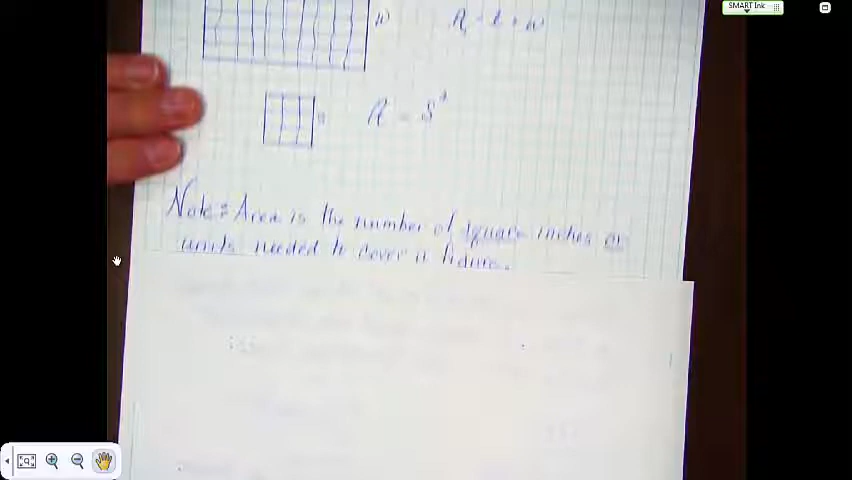 SMART Ink
w A = l × w
s A = s²
Note: Area is the number of square inches or
units needed to cover a figure.